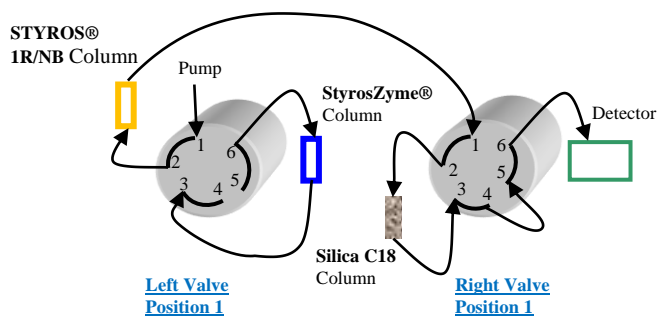 STYROS®
1R/NB Column
Pump
StyrosZyme®
Column
Detector
1
2
3
4
5
6
1
2
3
4
5
6
Silica C18
Column
Left Valve
Position 1
Right Valve
Position 1